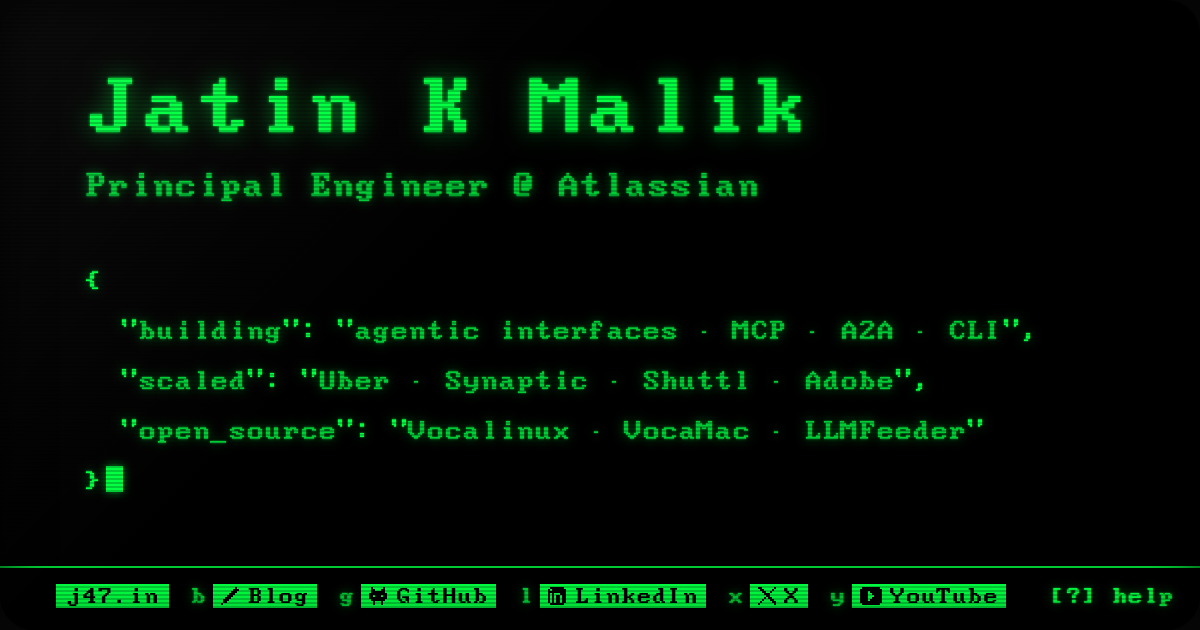 Jatin K Malik
Principal Engineer @ Atlassian
{
"building": "agentic interfaces · MCP · A2A · CLI",
"scaled": "Uber · Synaptic · Shuttl · Adobe",
"open_source": "Vocalinux · VocaMac · LLMFeeder"
}
j47.in b Blog g GitHub l in LinkedIn x X X y YouTube [?] help